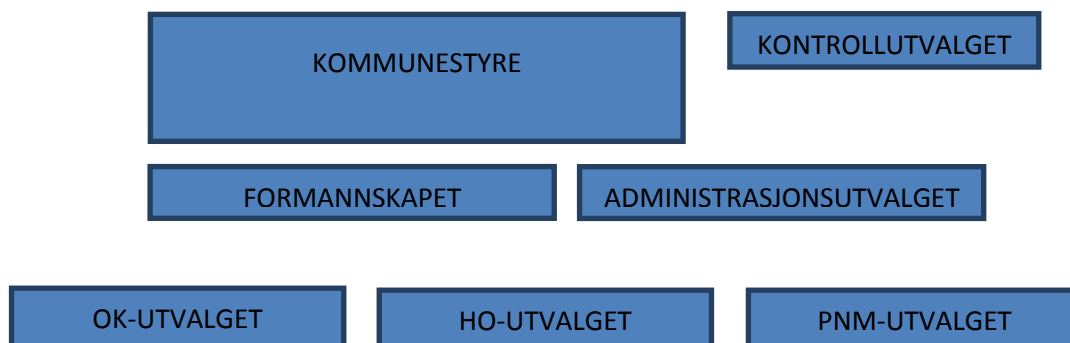 KOMMUNESTYRE
KONTROLLUTVALGET
FORMANNSKAPET
ADMINISTRASJONSUTVALGET
OK-UTVALGET
HO-UTVALGET
PNM-UTVALGET